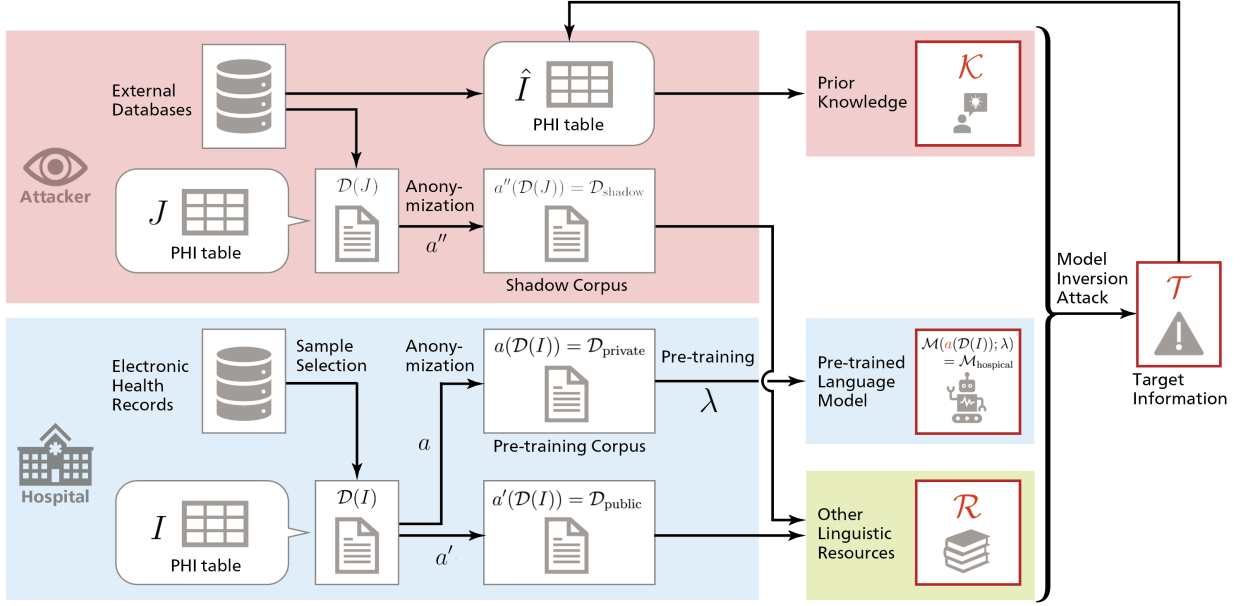 External
Databases
Î
PHI table
Prior
Knowledge
𝒦
Attacker
J
PHI table
𝒟(J)
Anony-
mization
a″
a″(𝒟(J)) = 𝒟shadow
Shadow Corpus
Model
Inversion
Attack
𝒯
Target
Information
Electronic
Health
Records
Sample
Selection
Anony-
mization
a
a(𝒟(I)) = 𝒟private
Pre-training Corpus
Pre-training
λ
Pre-trained
Language
Model
ℳ(a(𝒟(I)); λ)
= ℳhospical
Hospital
I
PHI table
𝒟(I)
a′
a′(𝒟(I)) = 𝒟public
Other
Linguistic
Resources
ℛ